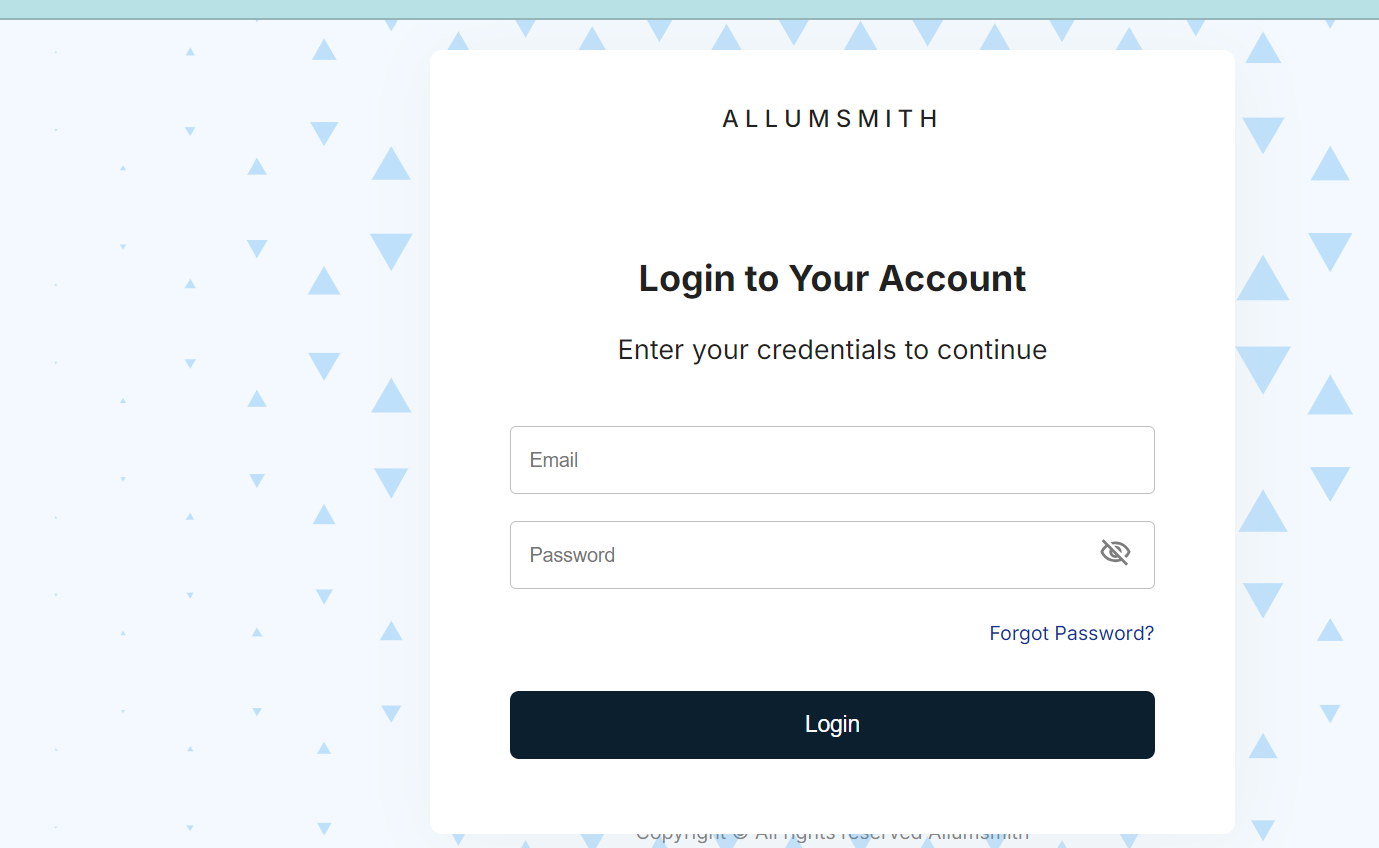 ALLUMSMITH
Login to Your Account
Enter your credentials to continue
Email
Password
Forgot Password?
Login
Copyright © All rights reserved Allumsmith